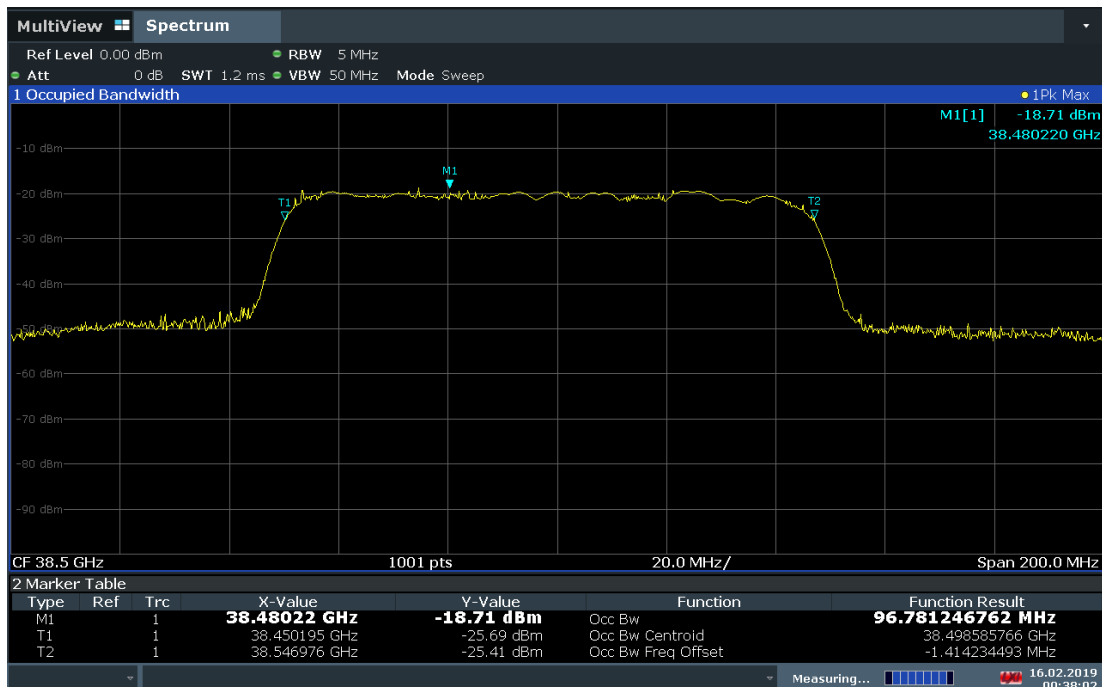 MultiView Spectrum
Ref Level 0.00 dBm RBW 5 MHz
Att 0 dB SWT 1.2 ms VBW 50 MHz Mode Sweep
1 Occupied Bandwidth 1Pk Max
M1[1] -18.71 dBm
38.480220 GHz
-10 dBm
M1
-20 dBm
T1 T2
-30 dBm
-40 dBm
-50 dBm
-60 dBm
-70 dBm
-80 dBm
-90 dBm
CF 38.5 GHz 1001 pts 20.0 MHz/ Span 200.0 MHz
2 Marker Table
Type Ref Trc X-Value Y-Value Function Function Result
M1 1 38.48022 GHz -18.71 dBm Occ Bw 96.781246762 MHz
T1 1 38.450195 GHz -25.69 dBm Occ Bw Centroid 38.498585766 GHz
T2 1 38.546976 GHz -25.41 dBm Occ Bw Freq Offset -1.414234493 MHz
Measuring... 16.02.2019
00:38:02